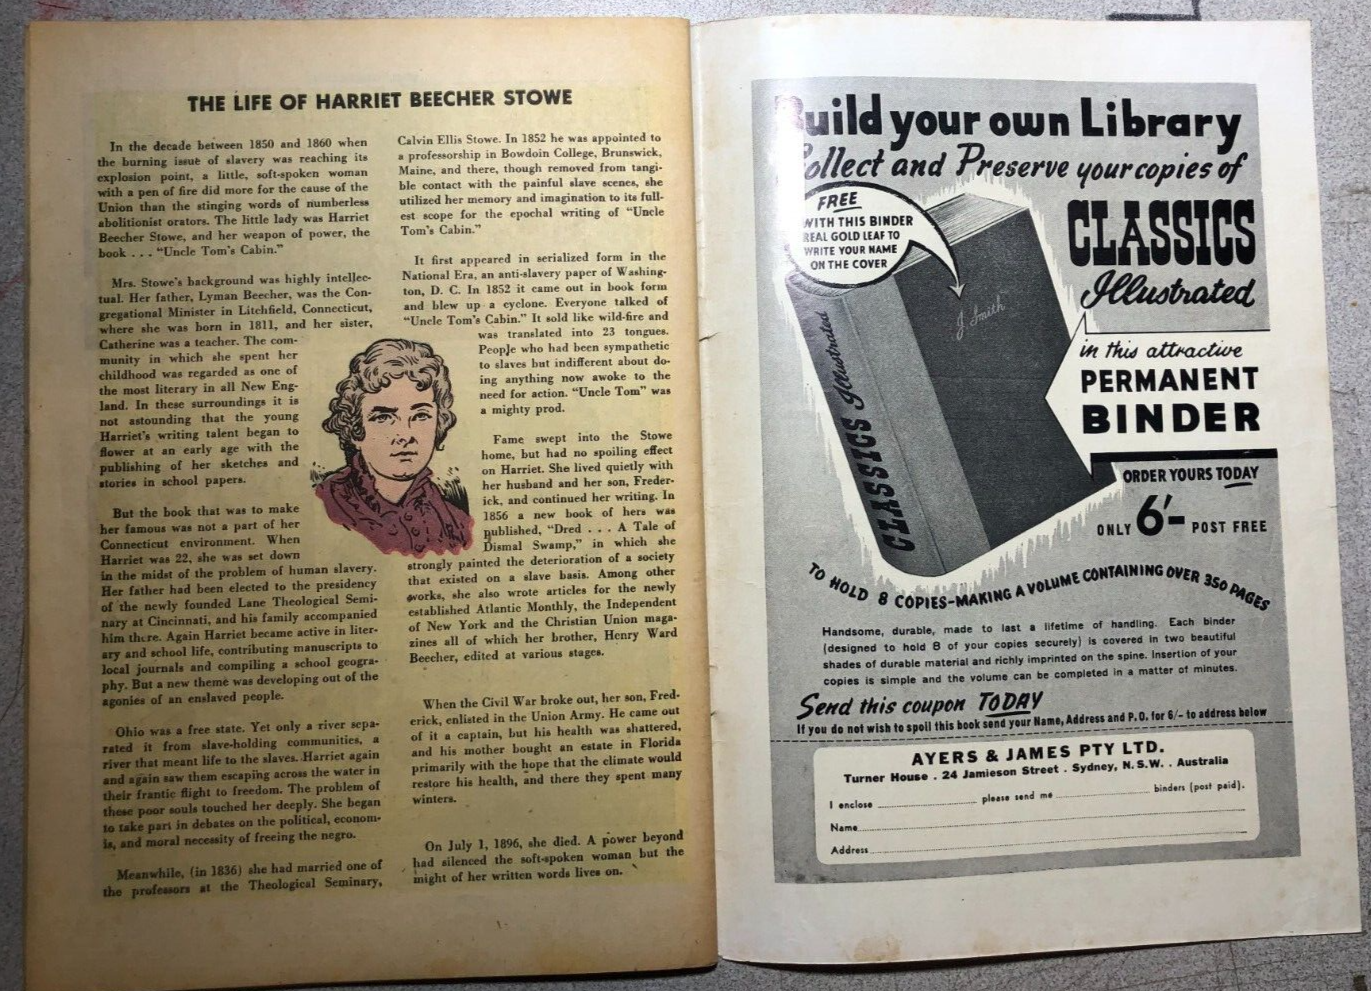 THE LIFE OF HARRIET BEECHER STOWE
In the decade between 1850 and 1860 when
the burning issue of slavery was reaching its
explosion point, a little, soft-spoken woman
with a pen of fire did more for the cause of the
Union than the stinging words of numberless
abolitionist orators. The little lady was Harriet
Beecher Stowe, and her weapon of power, the
book . . . "Uncle Tom's Cabin."
Mrs. Stowe's background was highly intellec-
tual. Her father, Lyman Beecher, was the Con-
gregational Minister in Litchfield, Connecticut,
where she was born in 1811, and her sister,
Catherine was a teacher. The com-
munity in which she spent her
childhood was regarded as one of
the most literary in all New Eng-
land. In these surroundings it is
not astounding that the young
Harriet's writing talent began to
flower at an early age with the
publishing of her sketches and
stories in school papers.
But the book that was to make
her famous was not a part of her
Connecticut environment. When
Harriet was 22, she was set down
in the midst of the problem of human slavery.
Her father had been elected to the presidency
of the newly founded Lane Theological Semi-
nary at Cincinnati, and his family accompanied
him there. Again Harriet became active in liter-
ary and school life, contributing manuscripts to
local journals and compiling a school geogra-
phy. But a new theme was developing out of the
agonies of an enslaved people.
Ohio was a free state. Yet only a river sepa-
rated it from slave-holding communities, a
river that meant life to the slaves. Harriet again
and again saw them escaping across the water in
their frantic flight to freedom. The problem of
these poor souls touched her deeply. She began
to take part in debates on the political, econom-
is, and moral necessity of freeing the negro.
Meanwhile, (in 1836) she had married one of
the professors at the Theological Seminary,
Calvin Ellis Stowe. In 1852 he was appointed to
a professorship in Bowdoin College, Brunswick,
Maine, and there, though removed from tangi-
ble contact with the painful slave scenes, she
utilized her memory and imagination to its full-
est scope for the epochal writing of "Uncle
Tom's Cabin."
It first appeared in serialized form in the
National Era, an anti-slavery paper of Washing-
ton, D. C. In 1852 it came out in book form
and blew up a cyclone. Everyone talked of
"Uncle Tom's Cabin." It sold like wild-fire and
was translated into 23 tongues.
People who had been sympathetic
to slaves but indifferent about do-
ing anything now awoke to the
need for action. "Uncle Tom" was
a mighty prod.
Fame swept into the Stowe
home, but had no spoiling effect
on Harriet. She lived quietly with
her husband and her son, Freder-
ick, and continued her writing. In
1856 a new book of hers was
published, "Dred . . . A Tale of
Dismal Swamp," in which she
strongly painted the deterioration of a society
that existed on a slave basis. Among other
works, she also wrote articles for the newly
established Atlantic Monthly, the Independent
of New York and the Christian Union maga-
zines all of which her brother, Henry Ward
Beecher, edited at various stages.
When the Civil War broke out, her son, Fred-
erick, enlisted in the Union Army. He came out
of it a captain, but his health was shattered,
and his mother bought an estate in Florida
primarily with the hope that the climate would
restore his health, and there they spent many
winters.
On July 1, 1896, she died. A power beyond
had silenced the soft-spoken woman but the
might of her written words lives on.
Build your own Library
Collect and Preserve your copies of
CLASSICS
Illustrated
FREE
WITH THIS BINDER
REAL GOLD LEAF TO
WRITE YOUR NAME
ON THE COVER
J. Smith
CLASSICS Illustrated
in this attractive
PERMANENT
BINDER
ORDER YOURS TODAY
ONLY 6/- POST FREE
TO HOLD 8 COPIES-MAKING A VOLUME CONTAINING OVER 350 PAGES
Handsome, durable, made to last a lifetime of handling. Each binder
(designed to hold 8 of your copies securely) is covered in two beautiful
shades of durable material and richly imprinted on the spine. Insertion of your
copies is simple and the volume can be completed in a matter of minutes.
Send this coupon TODAY
If you do not wish to spoil this book send your Name, Address and P.O. for 6/- to address below
AYERS & JAMES PTY LTD.
Turner House . 24 Jamieson Street . Sydney, N.S.W. . Australia
I enclose please send me binders (post paid).
Name
Address